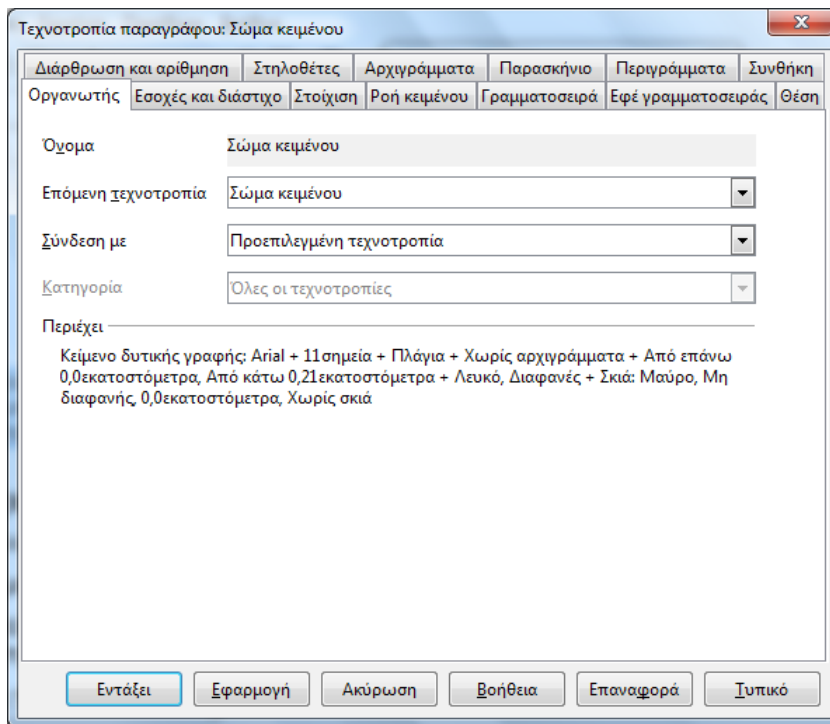 Τεχνοτροπία παραγράφου: Σώμα κειμένου
Διάρθρωση και αρίθμηση Στηλοθέτες Αρχιγράμματα Παρασκήνιο Περιγράμματα Συνθήκη
Οργανωτής Εσοχές και διάστιχο Στοίχιση Ροή κειμένου Γραμματοσειρά Εφέ γραμματοσειράς Θέση
Όνομα Σώμα κειμένου
Επόμενη τεχνοτροπία Σώμα κειμένου
Σύνδεση με Προεπιλεγμένη τεχνοτροπία
Κατηγορία Όλες οι τεχνοτροπίες
Περιέχει
Κείμενο δυτικής γραφής: Arial + 11σημεία + Πλάγια + Χωρίς αρχιγράμματα + Από επάνω
0,0εκατοστόμετρα, Από κάτω 0,21εκατοστόμετρα + Λευκό, Διαφανές + Σκιά: Μαύρο, Μη
διαφανής, 0,0εκατοστόμετρα, Χωρίς σκιά
Εντάξει Εφαρμογή Ακύρωση Βοήθεια Επαναφορά Τυπικό